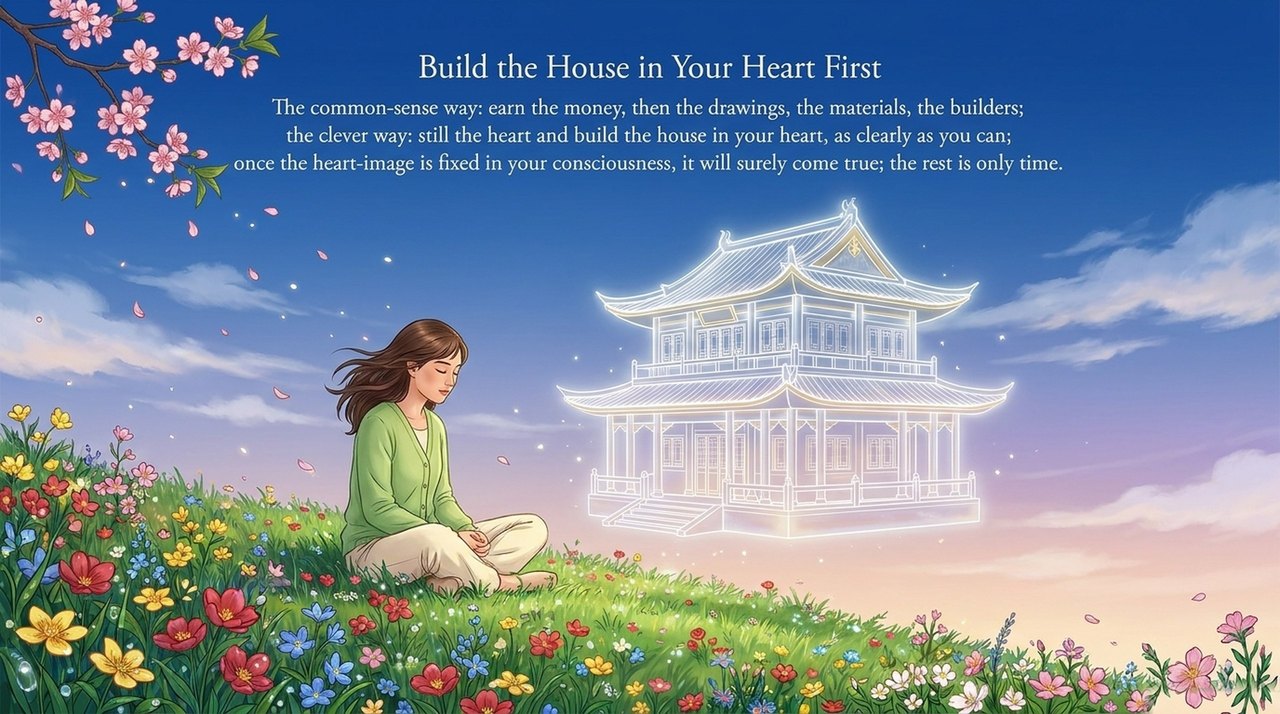 Build the House in Your Heart First
The common-sense way: earn the money, then the drawings, the materials, the builders;
the clever way: still the heart and build the house in your heart, as clearly as you can;
once the heart-image is fixed in your consciousness, it will surely come true; the rest is only time.